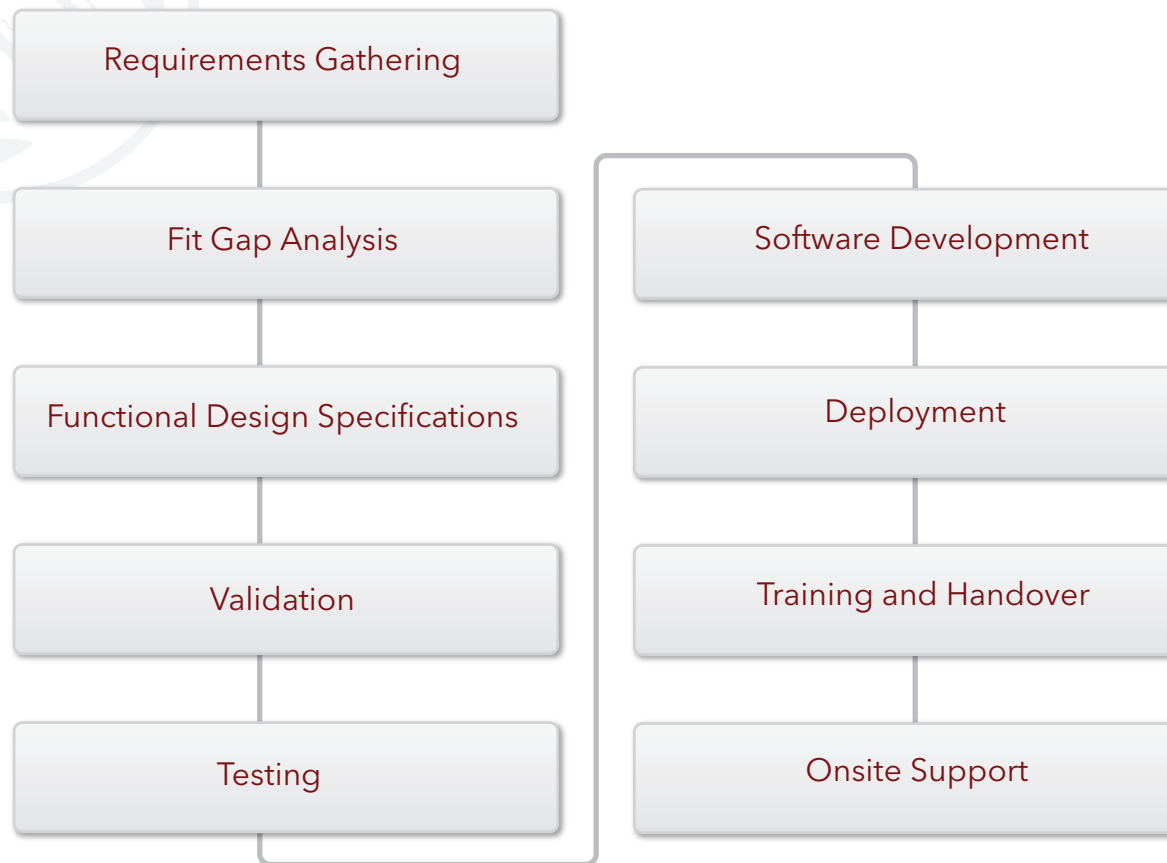 Requirements Gathering
Fit Gap Analysis
Functional Design Specifications
Validation
Testing
Software Development
Deployment
Training and Handover
Onsite Support